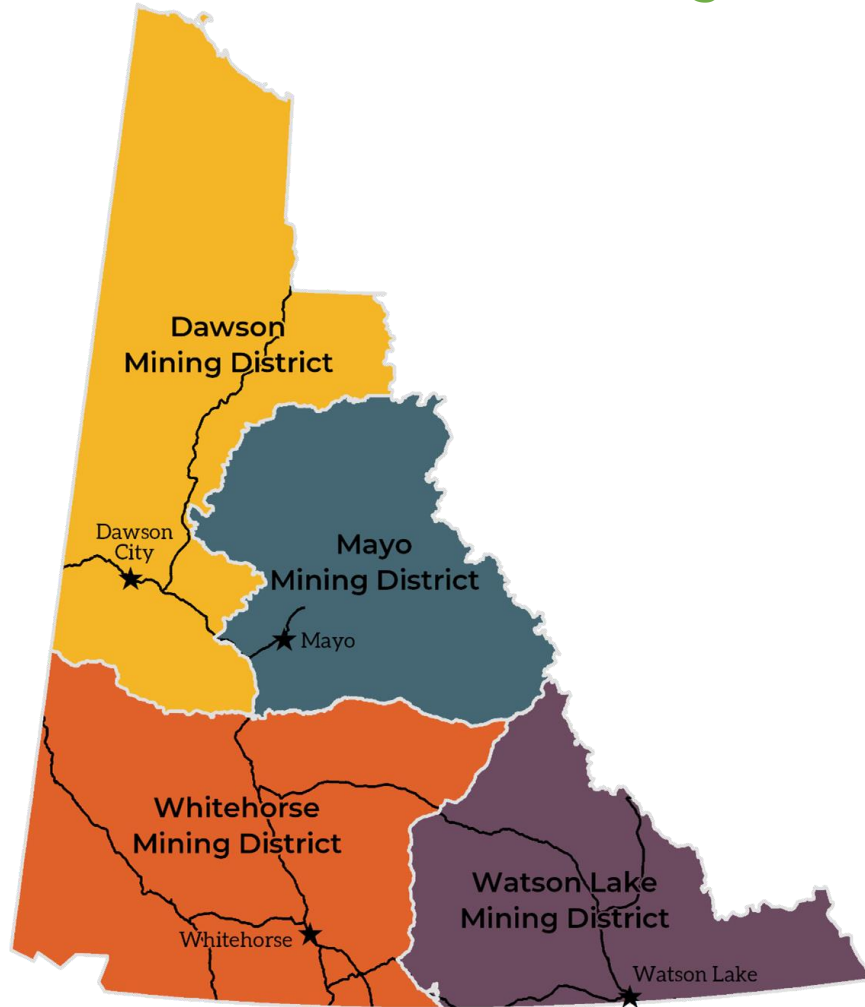 Dawson
Mining District
Dawson
City
Mayo
Mining District
Mayo
Whitehorse
Mining District
Watson Lake
Mining District
Whitehorse
Watson Lake